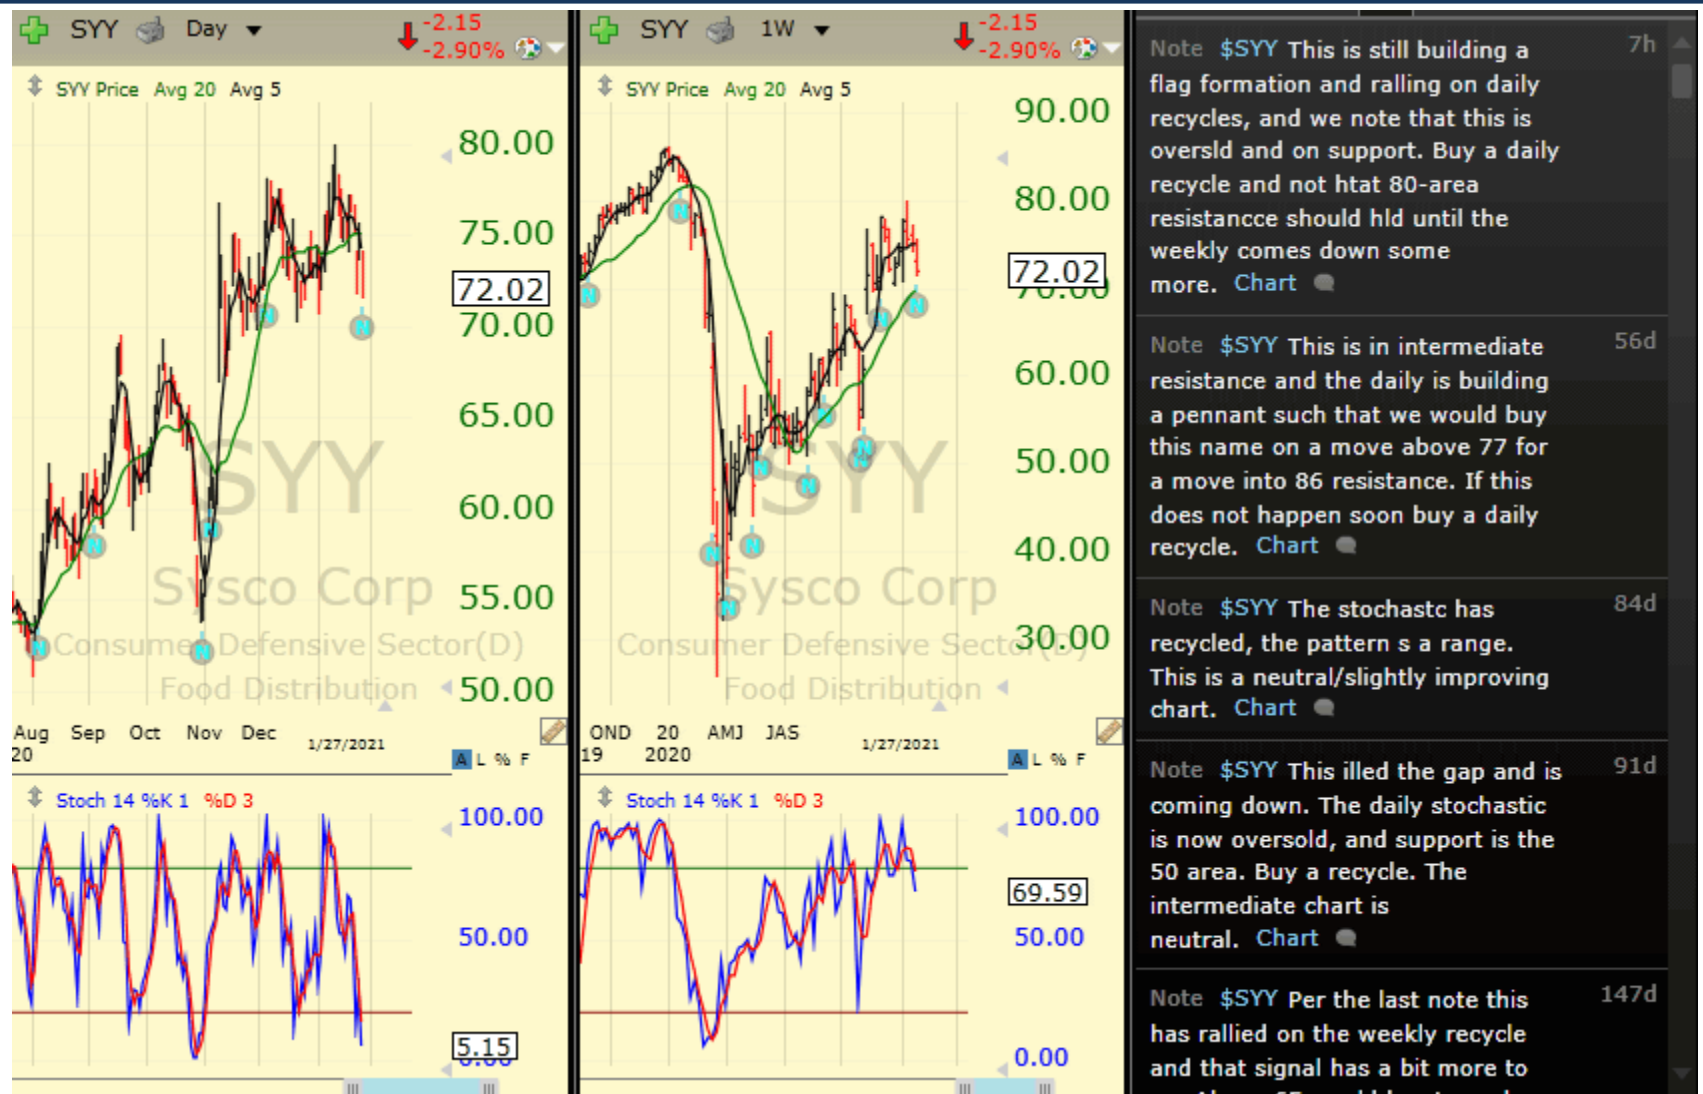 SYY Day
-2.15
-2.90%
SYY Price Avg 20 Avg 5
80.00
75.00
72.02
70.00
65.00
60.00
55.00
50.00
SYY
Sysco Corp
Consumer Defensive Sector(D)
Food Distribution
N
N
N
N
N
N
Aug Sep Oct Nov Dec
20
1/27/2021
A L % F
Stoch 14 %K 1 %D 3
100.00
50.00
5.15
0.00
SYY 1W
-2.15
-2.90%
SYY Price Avg 20 Avg 5
90.00
80.00
72.02
70.00
60.00
50.00
40.00
30.00
SYY
Sysco Corp
Consumer Defensive Sector(D)
Food Distribution
N
N
N
N
N
N
N
N
N
N
N
N
OND 20 AMJ JAS
19 2020
1/27/2021
A L % F
Stoch 14 %K 1 %D 3
100.00
69.59
50.00
0.00
Note $SYY This is still building a 7h
flag formation and ralling on daily
recycles, and we note that this is
oversld and on support. Buy a daily
recycle and not htat 80-area
resistancce should hld until the
weekly comes down some
more. Chart
Note $SYY This is in intermediate 56d
resistance and the daily is building
a pennant such that we would buy
this name on a move above 77 for
a move into 86 resistance. If this
does not happen soon buy a daily
recycle. Chart
Note $SYY The stochastc has 84d
recycled, the pattern s a range.
This is a neutral/slightly improving
chart. Chart
Note $SYY This illed the gap and is 91d
coming down. The daily stochastic
is now oversold, and support is the
50 area. Buy a recycle. The
intermediate chart is
neutral. Chart
Note $SYY Per the last note this 147d
has rallied on the weekly recycle
and that signal has a bit more to